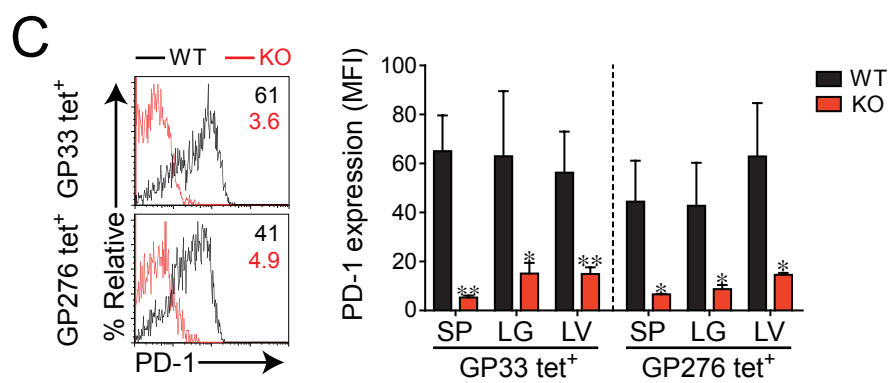 C
WT KO
GP33 tet+
61
3.6
GP276 tet+
41
4.9
% Relative
PD-1
PD-1 expression (MFI)
100
80
60
40
20
0
** * ** * * *
SP LG LV SP LG LV
GP33 tet+ GP276 tet+
WT
KO